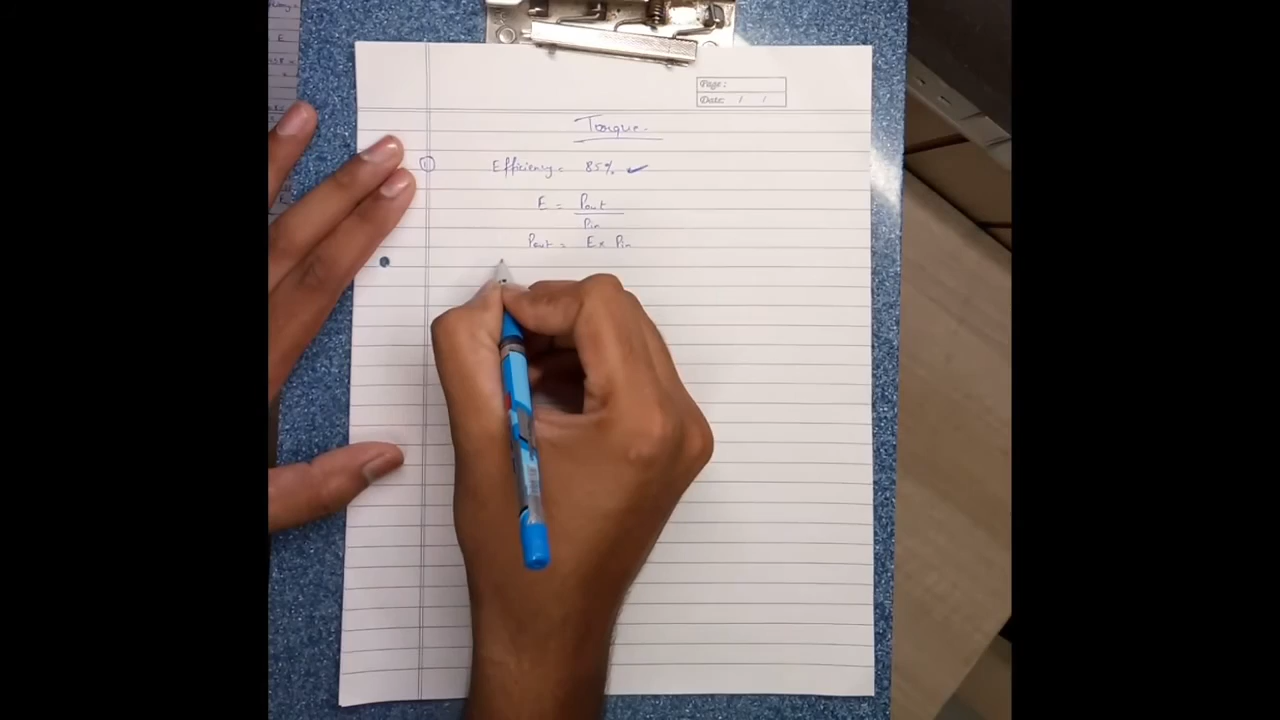 Page :
Date: / /
Torque.
① Efficiency = 85% ✓
E = Pout
Pin
Pout = E × Pin